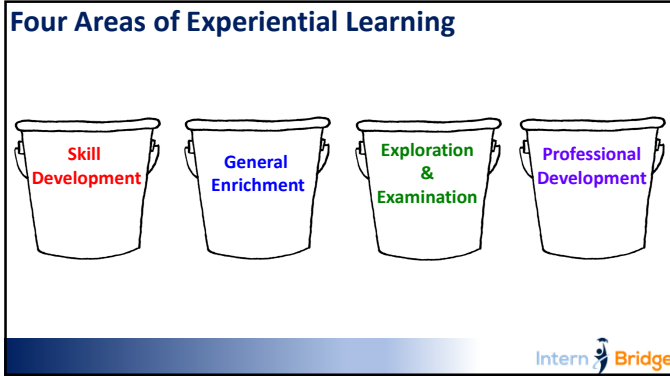 Four Areas of Experiential Learning
Skill
Development
General
Enrichment
Exploration
&
Examination
Professional
Development
Intern Bridge